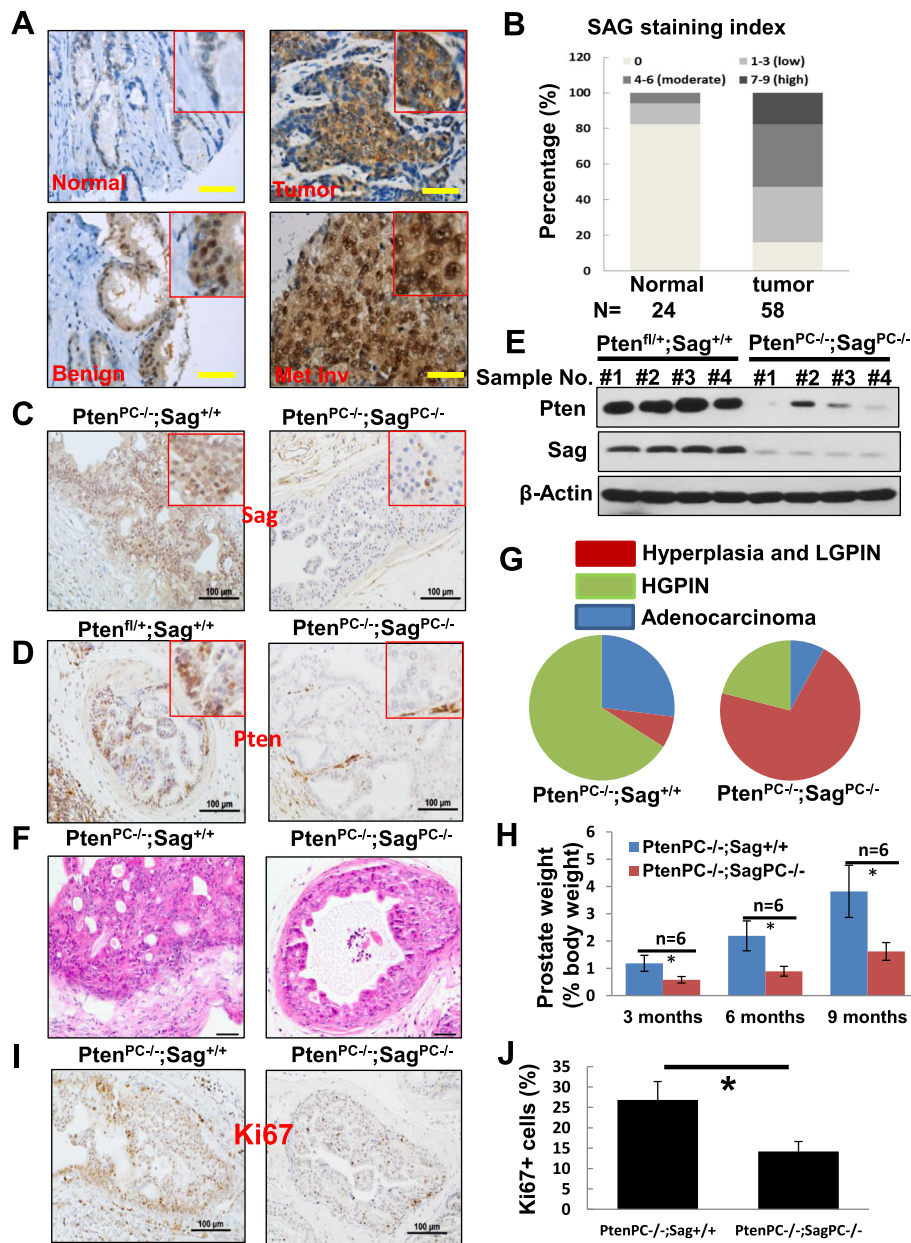 A
Normal
Tumor
Benign
Met Inv
B
SAG staining index
0
1-3 (low)
4-6 (moderate)
7-9 (high)
Percentage (%)
100
80
60
40
20
0
Normal
tumor
N=
24
58
C
Pten^PC-/-;Sag^+/+
Pten^PC-/-;Sag^PC-/-
Sag
100 μm
100 μm
D
Pten^fl/+;Sag^+/+
Pten^PC-/-;Sag^PC-/-
Pten
100 μm
100 μm
E
Pten^fl/+;Sag^+/+
Pten^PC-/-;Sag^PC-/-
Sample No. #1 #2 #3 #4 #1 #2 #3 #4
Pten
Sag
β-Actin
F
Pten^PC-/-;Sag^+/+
Pten^PC-/-;Sag^PC-/-
G
Hyperplasia and LGPIN
HGPIN
Adenocarcinoma
Pten^PC-/-;Sag^+/+
Pten^PC-/-;Sag^PC-/-
H
Prostate weight
(% body weight)
6
5
4
3
2
1
0
PtenPC-/-;Sag+/+
PtenPC-/-;SagPC-/-
n=6
*
n=6
*
n=6
*
3 months
6 months
9 months
I
Pten^PC-/-;Sag^+/+
Pten^PC-/-;Sag^PC-/-
Ki67
100 μm
100 μm
J
Ki67+ cells (%)
35
30
25
20
15
10
5
0
*
PtenPC-/-;Sag+/+
PtenPC-/-;SagPC-/-